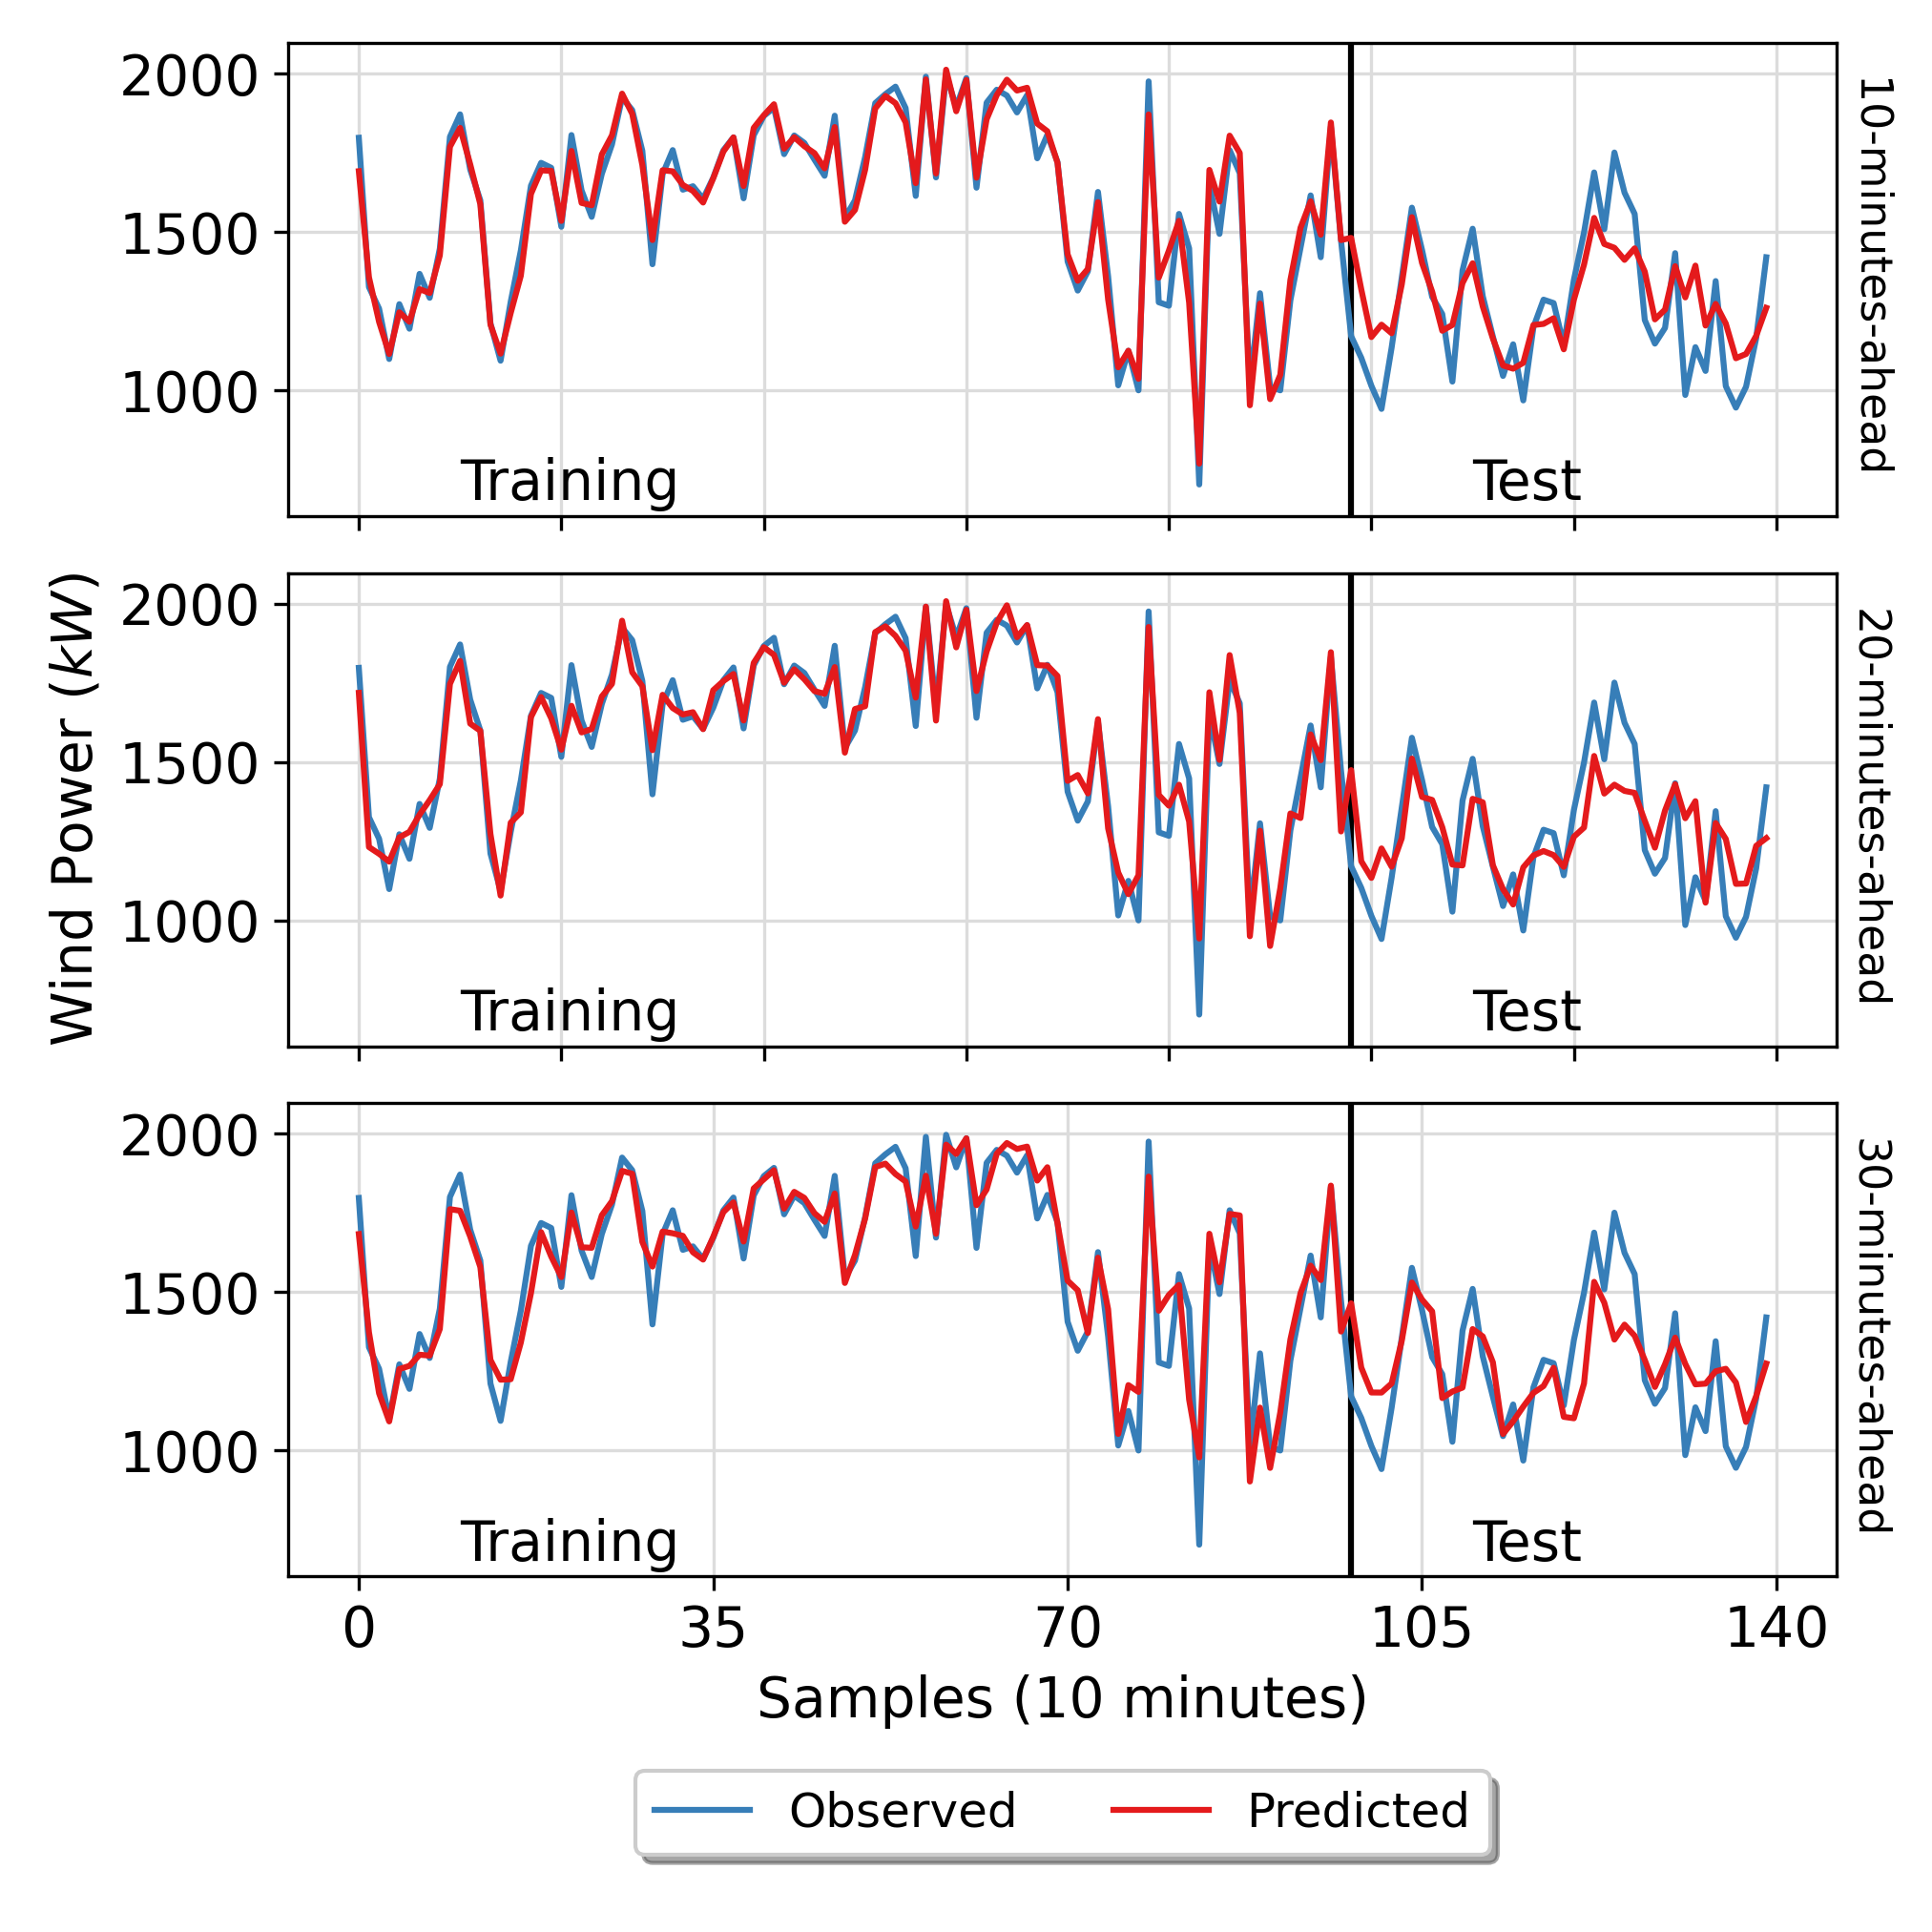 2000
1500
1000
Training
Test
10-minutes-ahead
Wind Power (kW)
2000
1500
1000
Training
Test
20-minutes-ahead
2000
1500
1000
Training
Test
30-minutes-ahead
0 35 70 105 140
Samples (10 minutes)
Observed Predicted